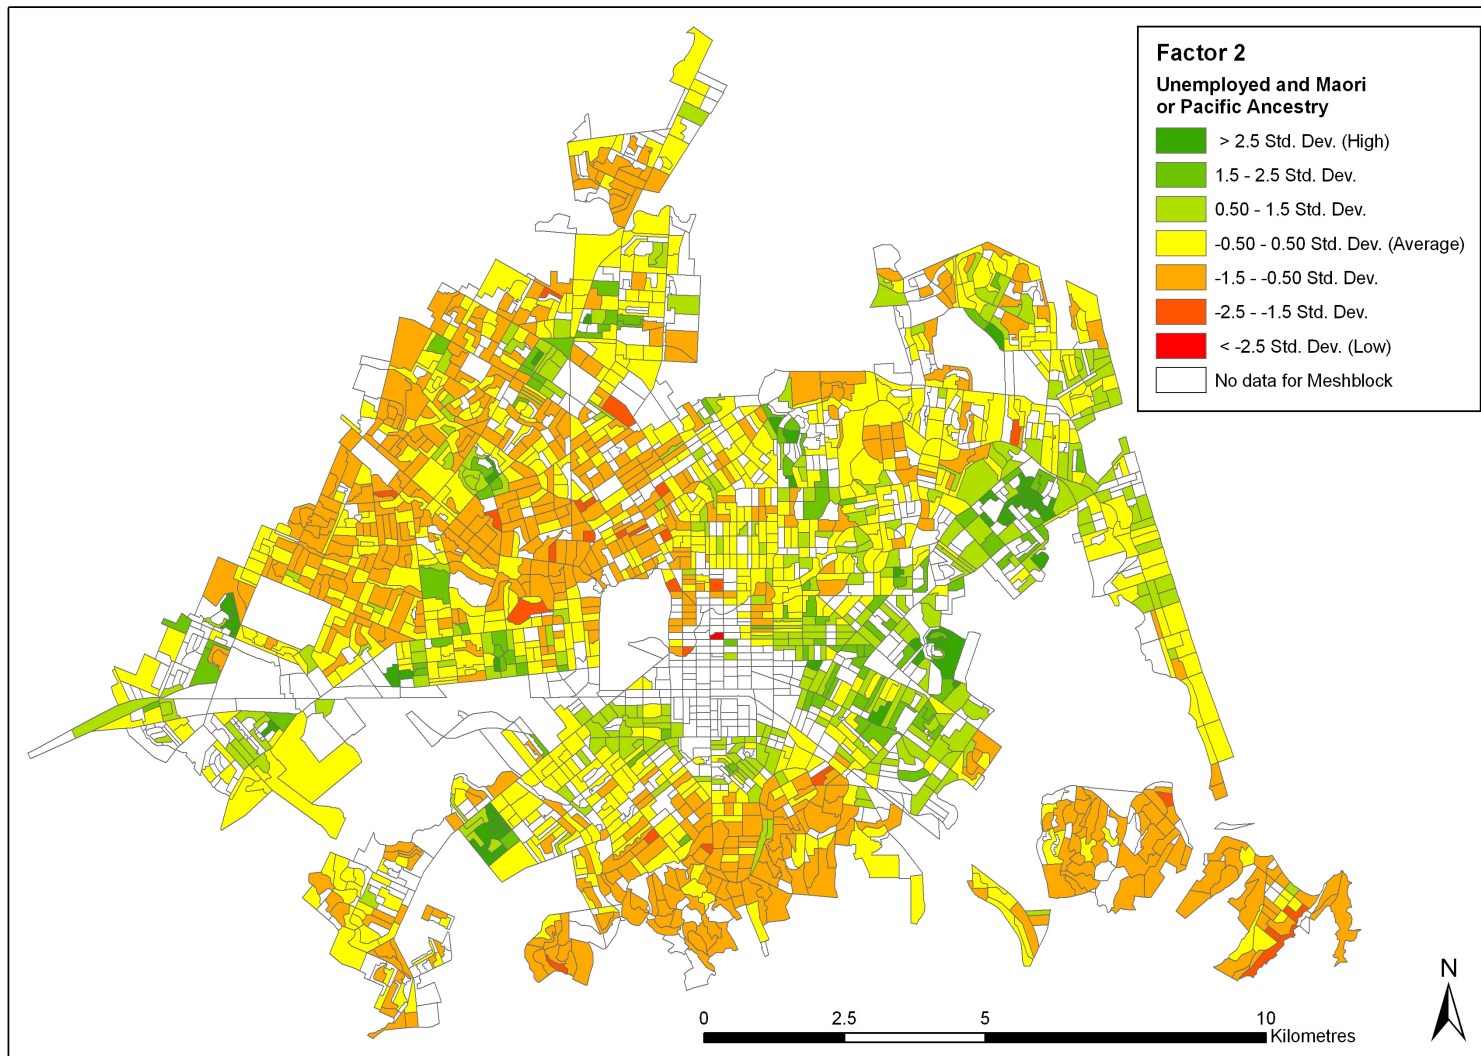 Factor 2
Unemployed and Maori
or Pacific Ancestry
> 2.5 Std. Dev. (High)
1.5 - 2.5 Std. Dev.
0.50 - 1.5 Std. Dev.
-0.50 - 0.50 Std. Dev. (Average)
-1.5 - -0.50 Std. Dev.
-2.5 - -1.5 Std. Dev.
< -2.5 Std. Dev. (Low)
No data for Meshblock
N
0 2.5 5 10
Kilometres